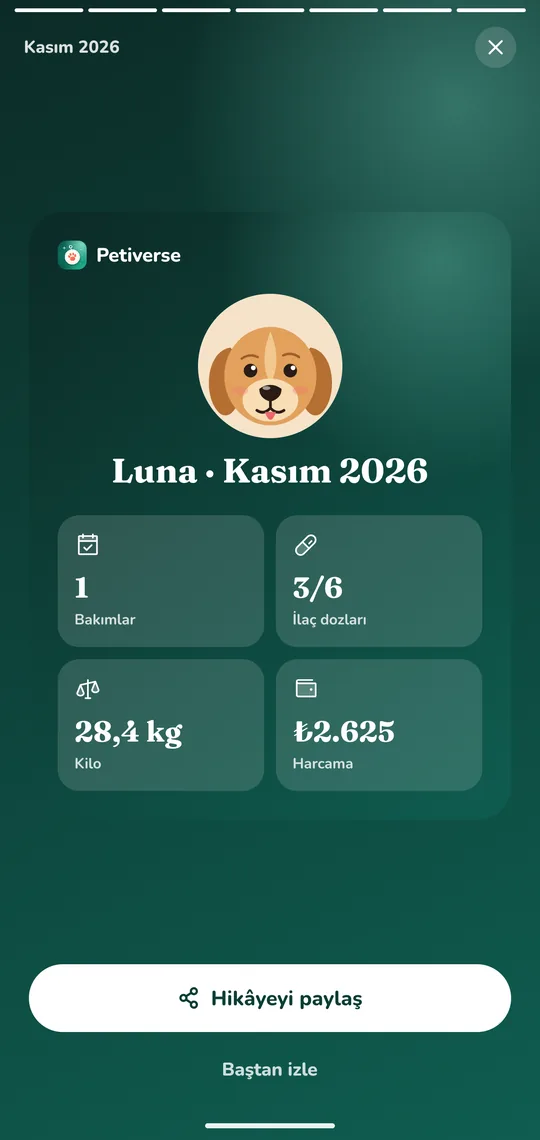 Kasım 2026
Petiverse
Luna • Kasım 2026
1
Bakımlar
3/6
İlaç dozları
28,4 kg
Kilo
₺2.625
Harcama
Hikâyeyi paylaş
Baştan izle